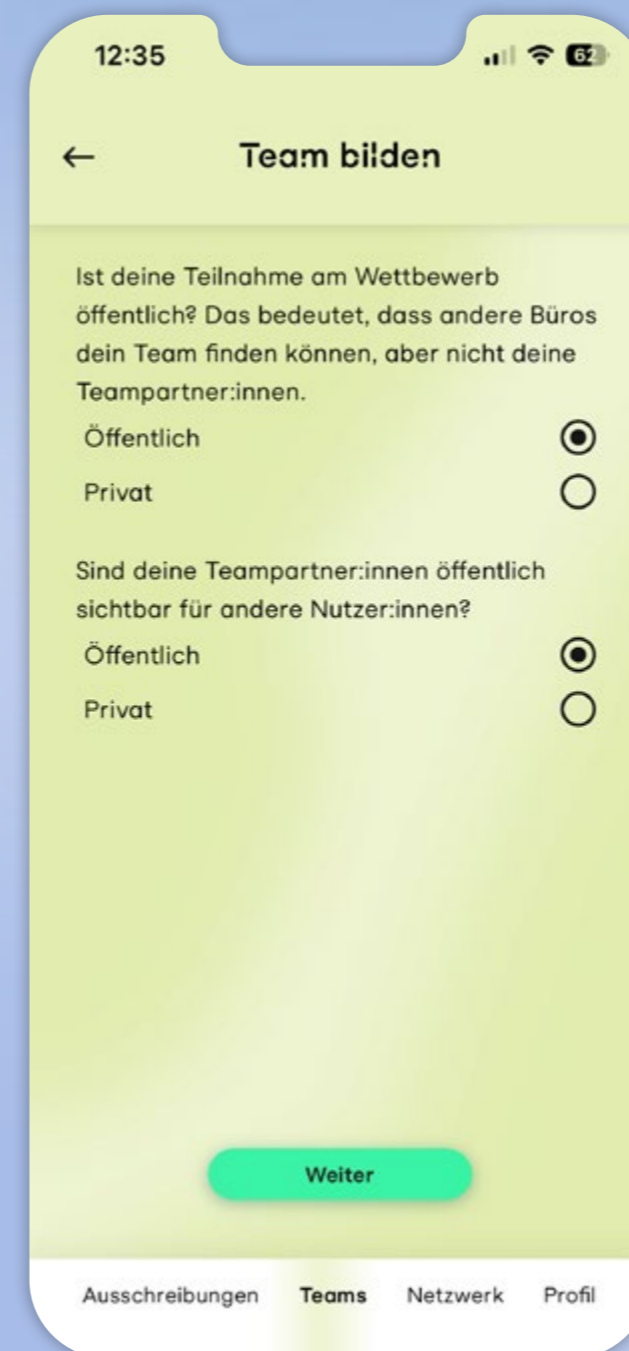 12:35
62
Team bilden
Ist deine Teilnahme am Wettbewerb
öffentlich? Das bedeutet, dass andere Büros
dein Team finden können, aber nicht deine
Teampartner:innen.
Öffentlich
Privat
Sind deine Teampartner:innen öffentlich
sichtbar für andere Nutzer:innen?
Öffentlich
Privat
Weiter
Ausschreibungen Teams Netzwerk Profil